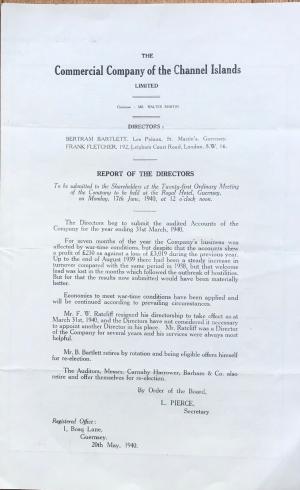 THE
Commercial Company of the Channel Islands
LIMITED
Chairman - MR. WALTER MARTIN
DIRECTORS :
BERTRAM BARTLETT, Les Prinses, St. Martin's, Guernsey.
FRANK FLETCHER, 192, Leigham Court Road, London, S.W. 16.
REPORT OF THE DIRECTORS
To be submitted to the Shareholders at the Twenty-first Ordinary Meeting
of the Company to be held at the Royal Hotel, Guernsey,
on Monday, 17th June, 1940, at 12 o'clock noon.
The Directors beg to submit the audited Accounts of the
Company for the year ending 31st March, 1940.
For seven months of the year the Company's business was
affected by war-time conditions, but despite that the accounts shew
a profit of £230 as against a loss of £3,019 during the previous year.
Up to the end of August 1939 there had been a steady increase in
turnover compared with the same period in 1938, but that welcome
lead was lost in the months which followed the outbreak of hostilities.
But for that the results now submitted would have been materially
better.
Economies to meet war-time conditions have been applied and
will be continued according to prevailing circumstances.
Mr. F. W. Ratcliff resigned his directorship to take effect as at
March 31st, 1940, and the Directors have not considered it necessary
to appoint another Director in his place. Mr. Ratcliff was a Director
of the Company for several years and his services were always most
helpful.
Mr. B. Bartlett retires by rotation and being eligible offers himself
for re-election.
The Auditors, Messrs. Carnaby Harrower, Barham & Co. also
retire and offer themselves for re-election.
By Order of the Board,
L. PIERCE,
Secretary
Registered Office :
1, Bosq Lane,
Guernsey.
20th May, 1940.